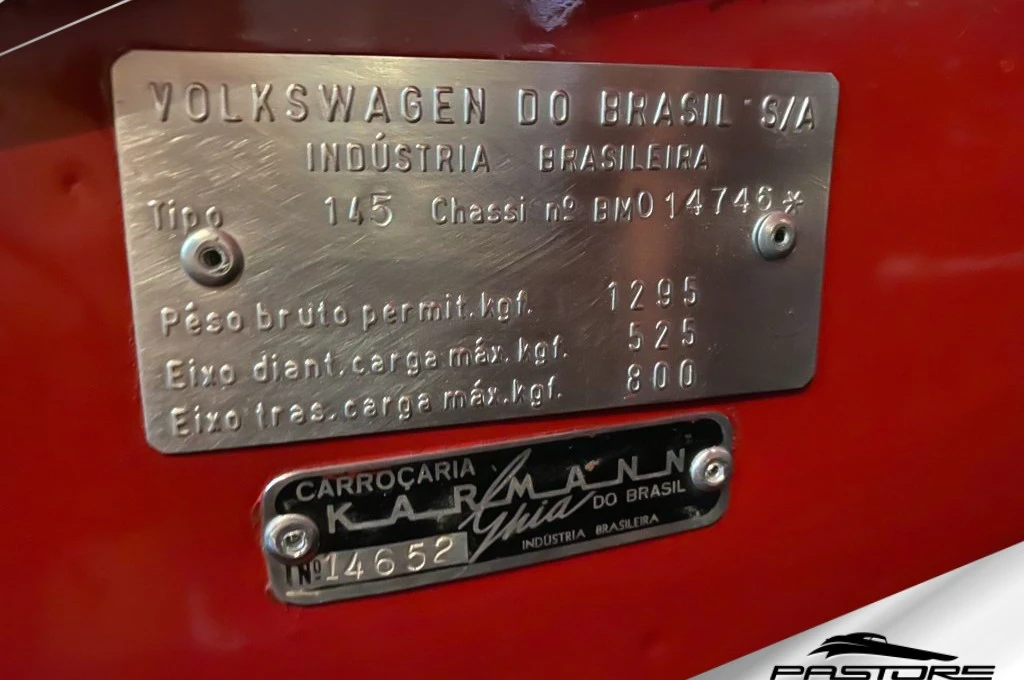 VOLKSWAGEN DO BRASIL S/A
INDÚSTRIA BRASILEIRA
Tipo 145 Chassi nº BM014746*
Pêso bruto permit. kgf. 1295
Eixo diant. carga máx. kgf. 525
Eixo tras. carga máx. kgf. 800
CARROÇARIA
KARMANN
Ghia DO BRASIL
INDÚSTRIA BRASILEIRA
Nº 14652
PASTORE